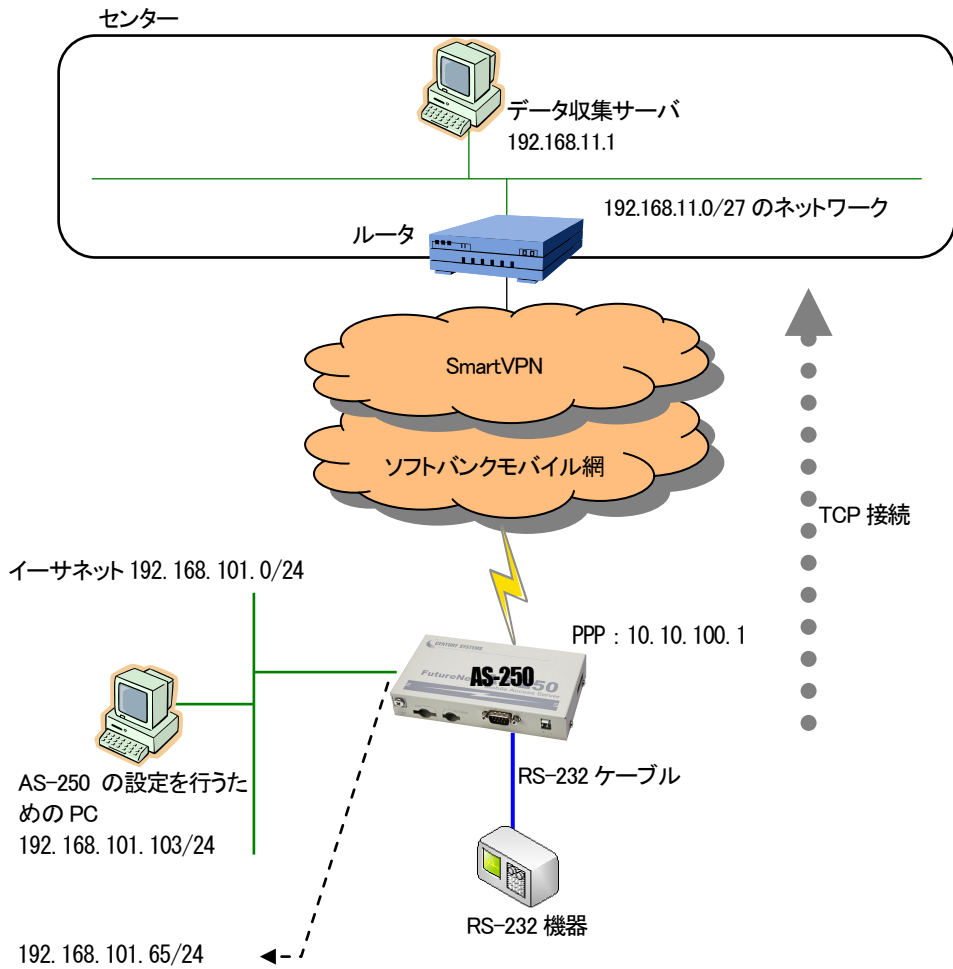 センター
データ収集サーバ
192.168.11.1
192.168.11.0/27 のネットワーク
ルータ
SmartVPN
ソフトバンクモバイル網
TCP 接続
イーサネット 192.168.101.0/24
PPP：10.10.100.1
CENTURY SYSTEMS
AS-250
RS-232 ケーブル
AS-250 の設定を行うた
めの PC
192.168.101.103/24
RS-232 機器
192.168.101.65/24